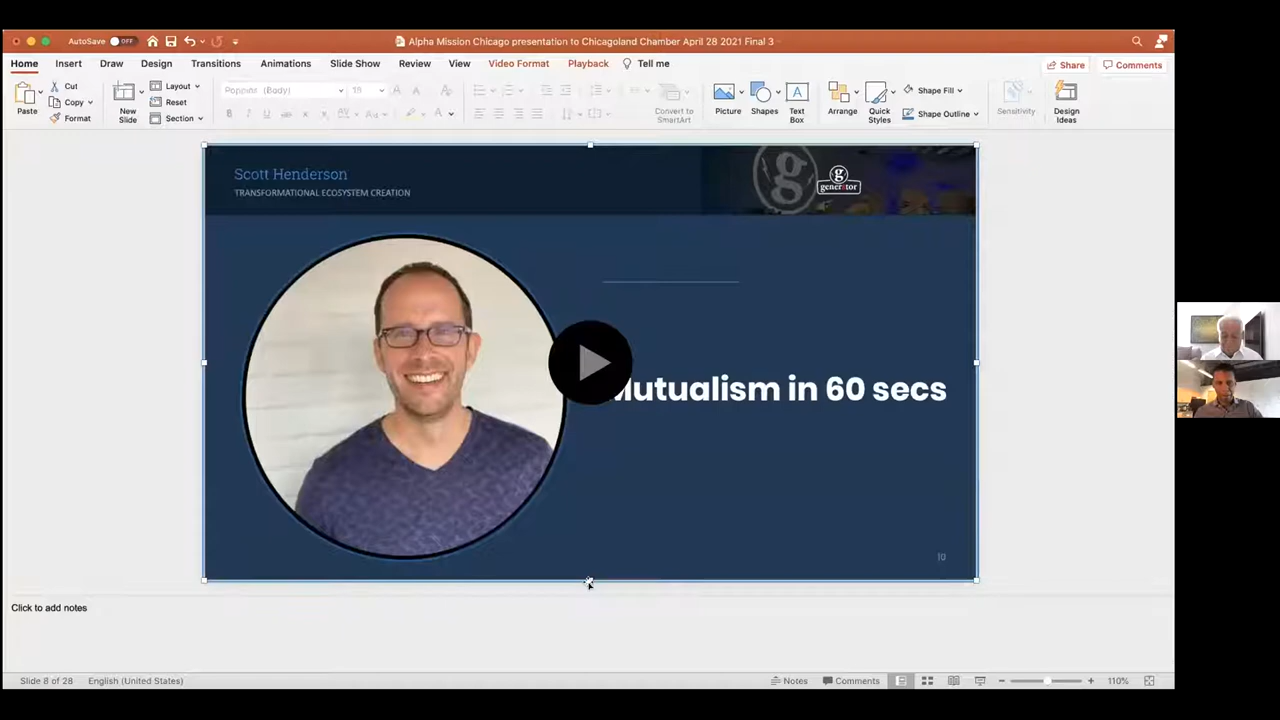 AutoSave OFF
Alpha Mission Chicago presentation to Chicagoland Chamber April 28 2021 Final 3
Home Insert Draw Design Transitions Animations Slide Show Review View Video Format Playback Tell me
Share Comments
Paste
Cut
Copy
Format
New Slide
Layout
Reset
Section
Poppins (Body) 18
Convert to SmartArt
Picture
Shapes
Text Box
Arrange
Quick Styles
Shape Fill
Shape Outline
Sensitivity
Design Ideas
Scott Henderson
TRANSFORMATIONAL ECOSYSTEM CREATION
g
g
gener8tor
Mutualism in 60 secs
10
Click to add notes
Slide 8 of 28 English (United States) Notes Comments 110%